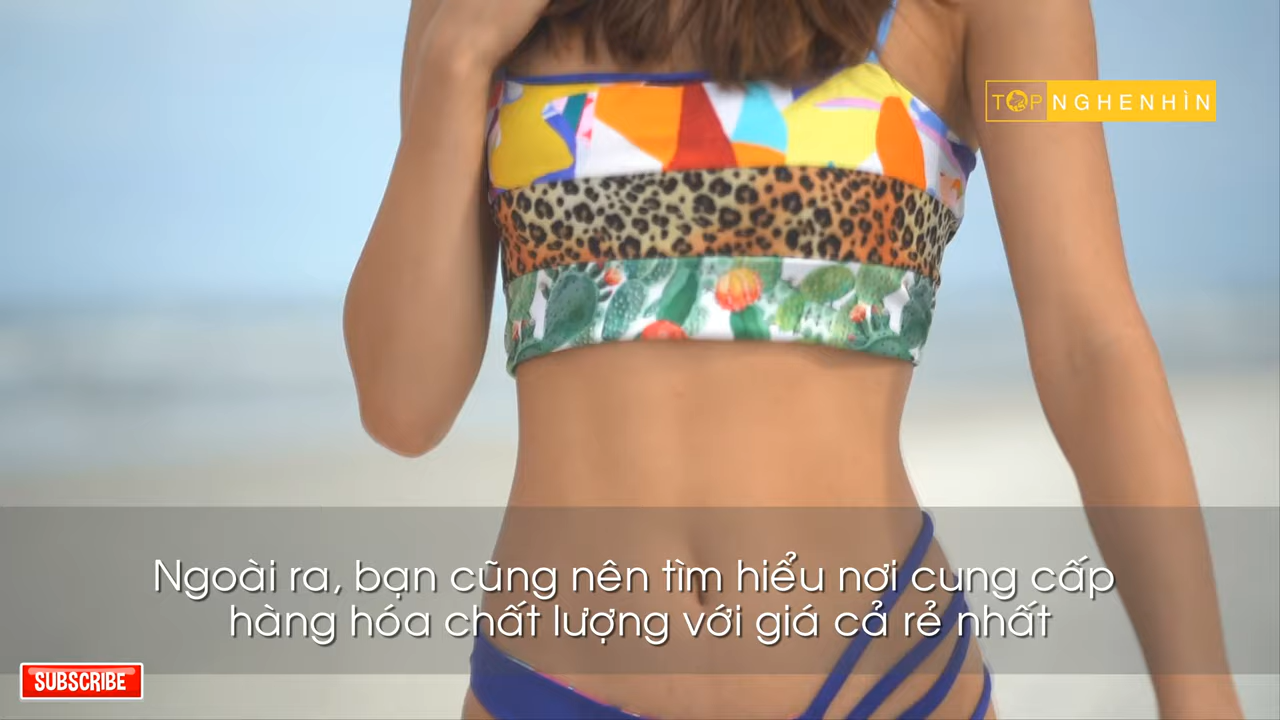 TOP NGHENHÌN
Ngoài ra, bạn cũng nên tìm hiểu nơi cung cấp
hàng hóa chất lượng với giá cả rẻ nhất
SUBSCRIBE